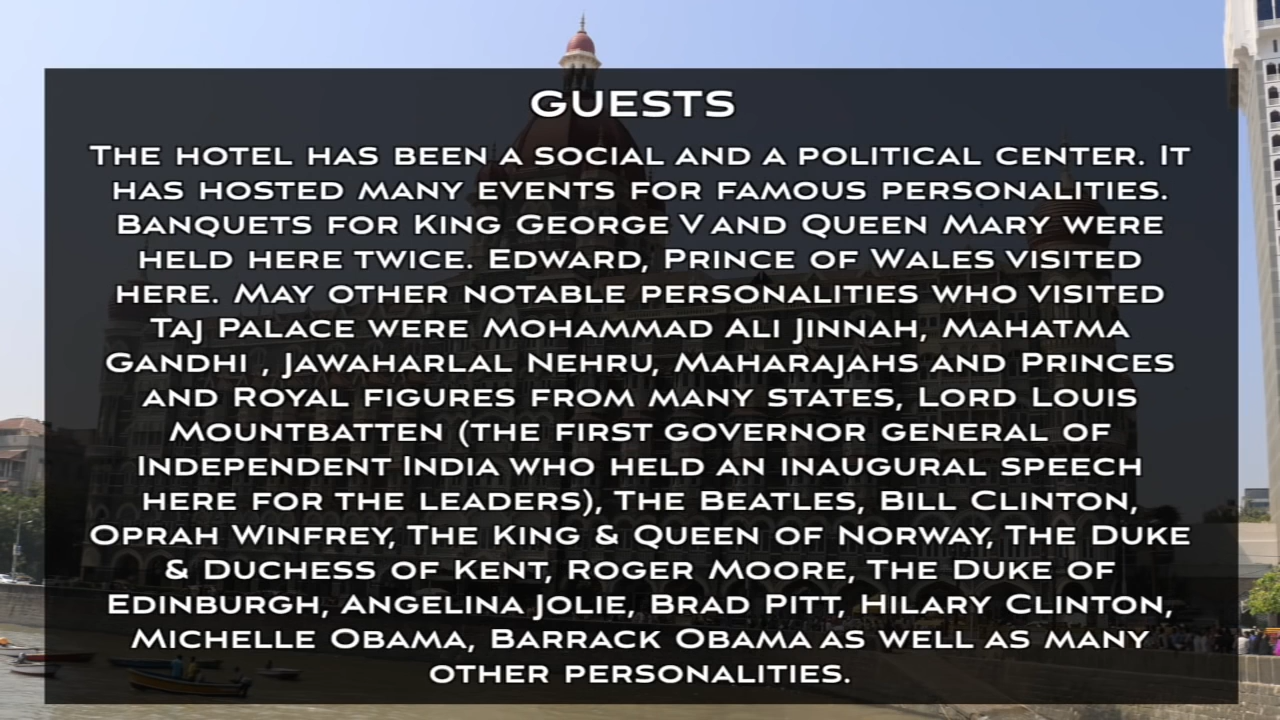 GUESTS
THE HOTEL HAS BEEN A SOCIAL AND A POLITICAL CENTER. IT
HAS HOSTED MANY EVENTS FOR FAMOUS PERSONALITIES.
BANQUETS FOR KING GEORGE V AND QUEEN MARY WERE
HELD HERE TWICE. EDWARD, PRINCE OF WALES VISITED
HERE. MAY OTHER NOTABLE PERSONALITIES WHO VISITED
TAJ PALACE WERE MOHAMMAD ALI JINNAH, MAHATMA
GANDHI , JAWAHARLAL NEHRU, MAHARAJAHS AND PRINCES
AND ROYAL FIGURES FROM MANY STATES, LORD LOUIS
MOUNTBATTEN (THE FIRST GOVERNOR GENERAL OF
INDEPENDENT INDIA WHO HELD AN INAUGURAL SPEECH
HERE FOR THE LEADERS), THE BEATLES, BILL CLINTON,
OPRAH WINFREY, THE KING & QUEEN OF NORWAY, THE DUKE
& DUCHESS OF KENT, ROGER MOORE, THE DUKE OF
EDINBURGH, ANGELINA JOLIE, BRAD PITT, HILARY CLINTON,
MICHELLE OBAMA, BARRACK OBAMA AS WELL AS MANY
OTHER PERSONALITIES.